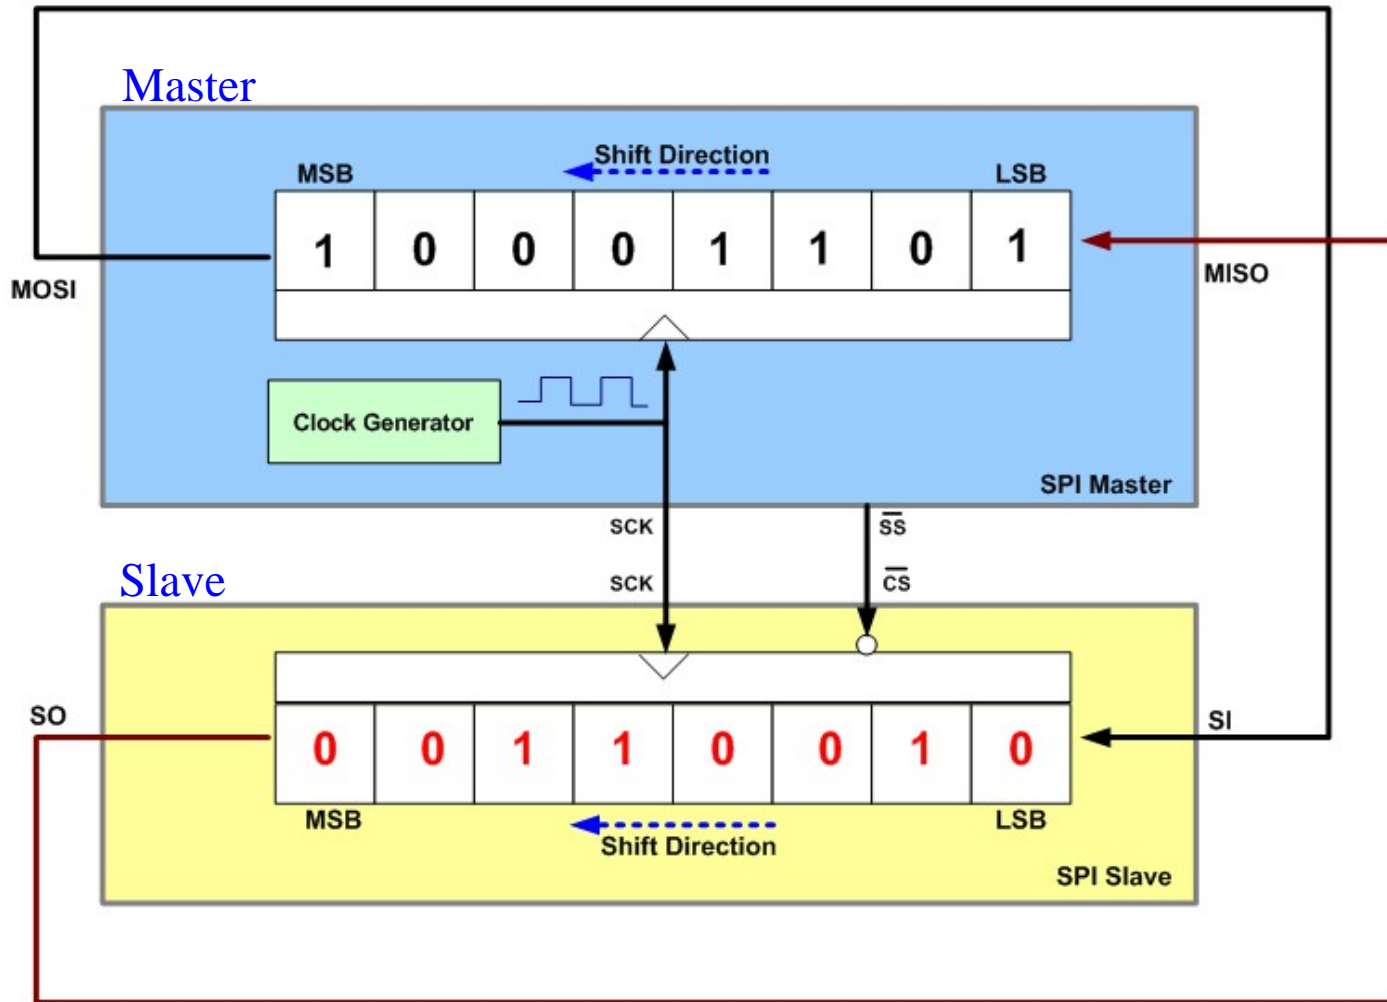 Master
Shift Direction
MSB
LSB
1 0 0 0 1 1 0 1
MOSI
MISO
Clock Generator
SPI Master
SCK
S̅S̅
SCK
C̅S̅
Slave
SO
SI
0 0 1 1 0 0 1 0
MSB
LSB
Shift Direction
SPI Slave